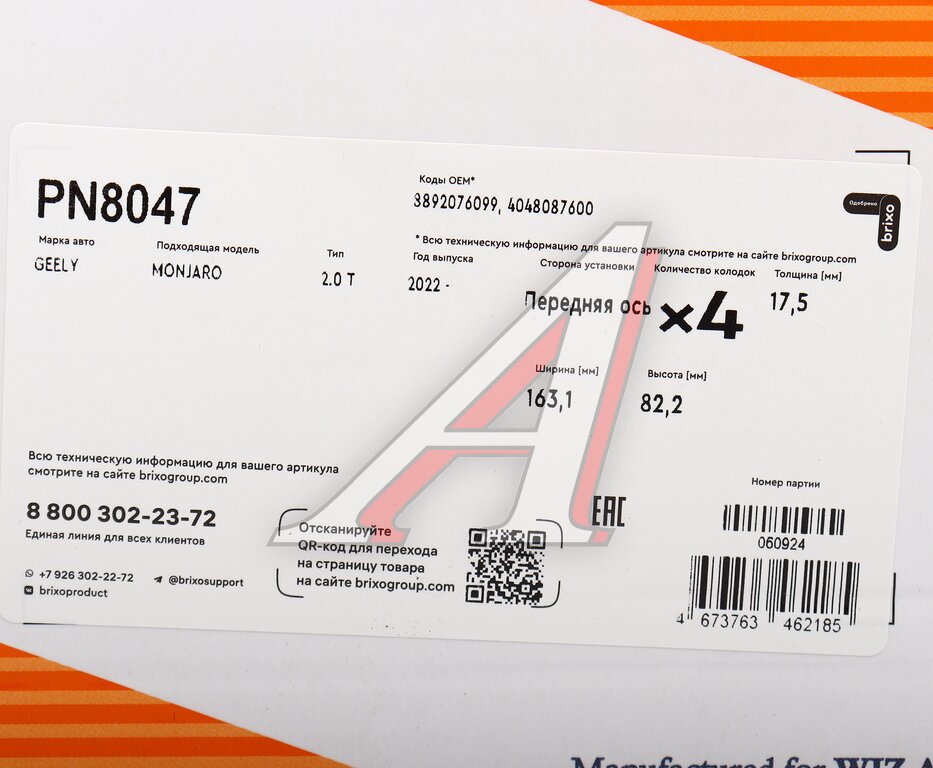 PN8047
Коды OEM*
3892076099, 4048087600
Одобрено
brixo
* Всю техническую информацию для вашего артикула смотрите на сайте brixogroup.com
Марка авто Подходящая модель Тип Год выпуска Сторона установки Количество колодок Толщина [мм]
GEELY MONJARO 2.0 T 2022 - Передняя ось ×4 17,5
Ширина [мм] Высота [мм]
163,1 82,2
Всю техническую информацию для вашего артикула
смотрите на сайте brixogroup.com
8 800 302-23-72
Единая линия для всех клиентов
+7 926 302-22-72 @brixosupport
brixoproduct
Отсканируйте
QR-код для перехода
на страницу товара
на сайте brixogroup.com
EAC
Номер партии
060924
4 673763 462185
Manufactured for WIZ